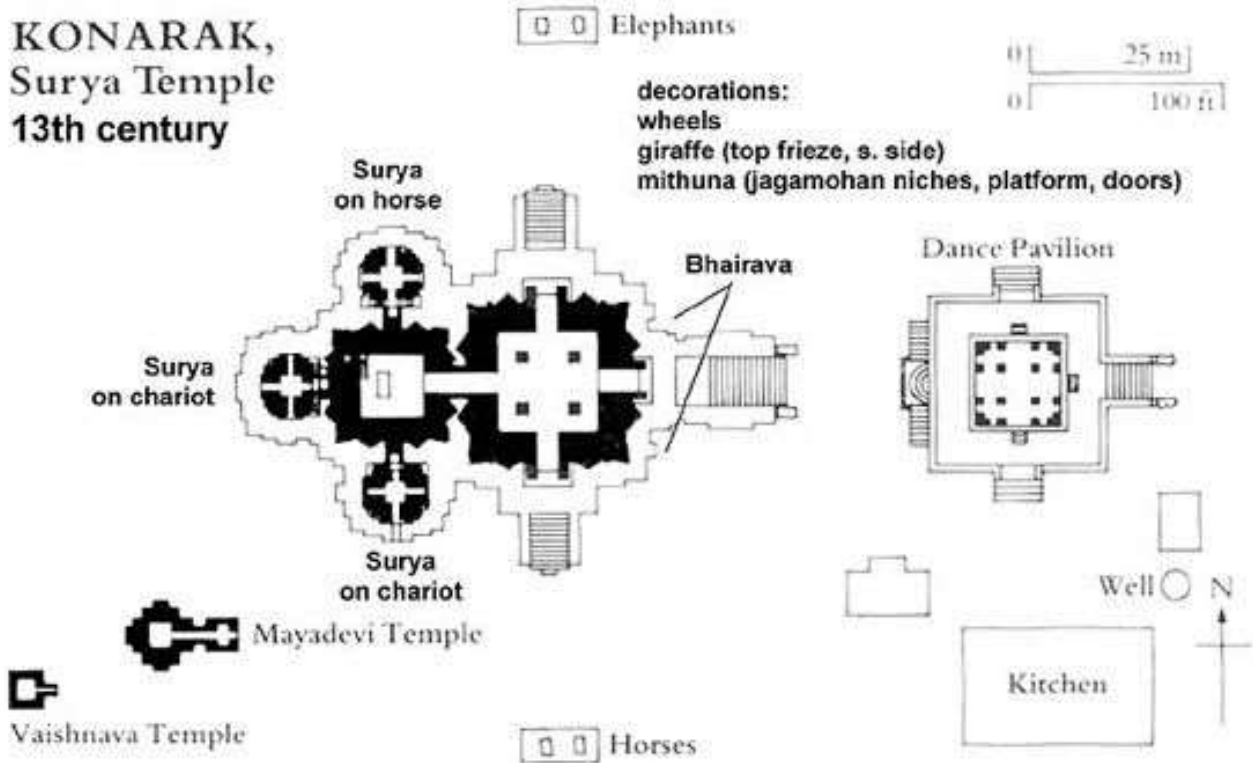 KONARAK,
Surya Temple
13th century
Elephants
0 25 m
0 100 ft
decorations:
wheels
giraffe (top frieze, s. side)
mithuna (jagamohan niches, platform, doors)
Surya
on horse
Bhairava
Dance Pavilion
Surya
on chariot
Surya
on chariot
Mayadevi Temple
Vaishnava Temple
Well
N
Kitchen
Horses